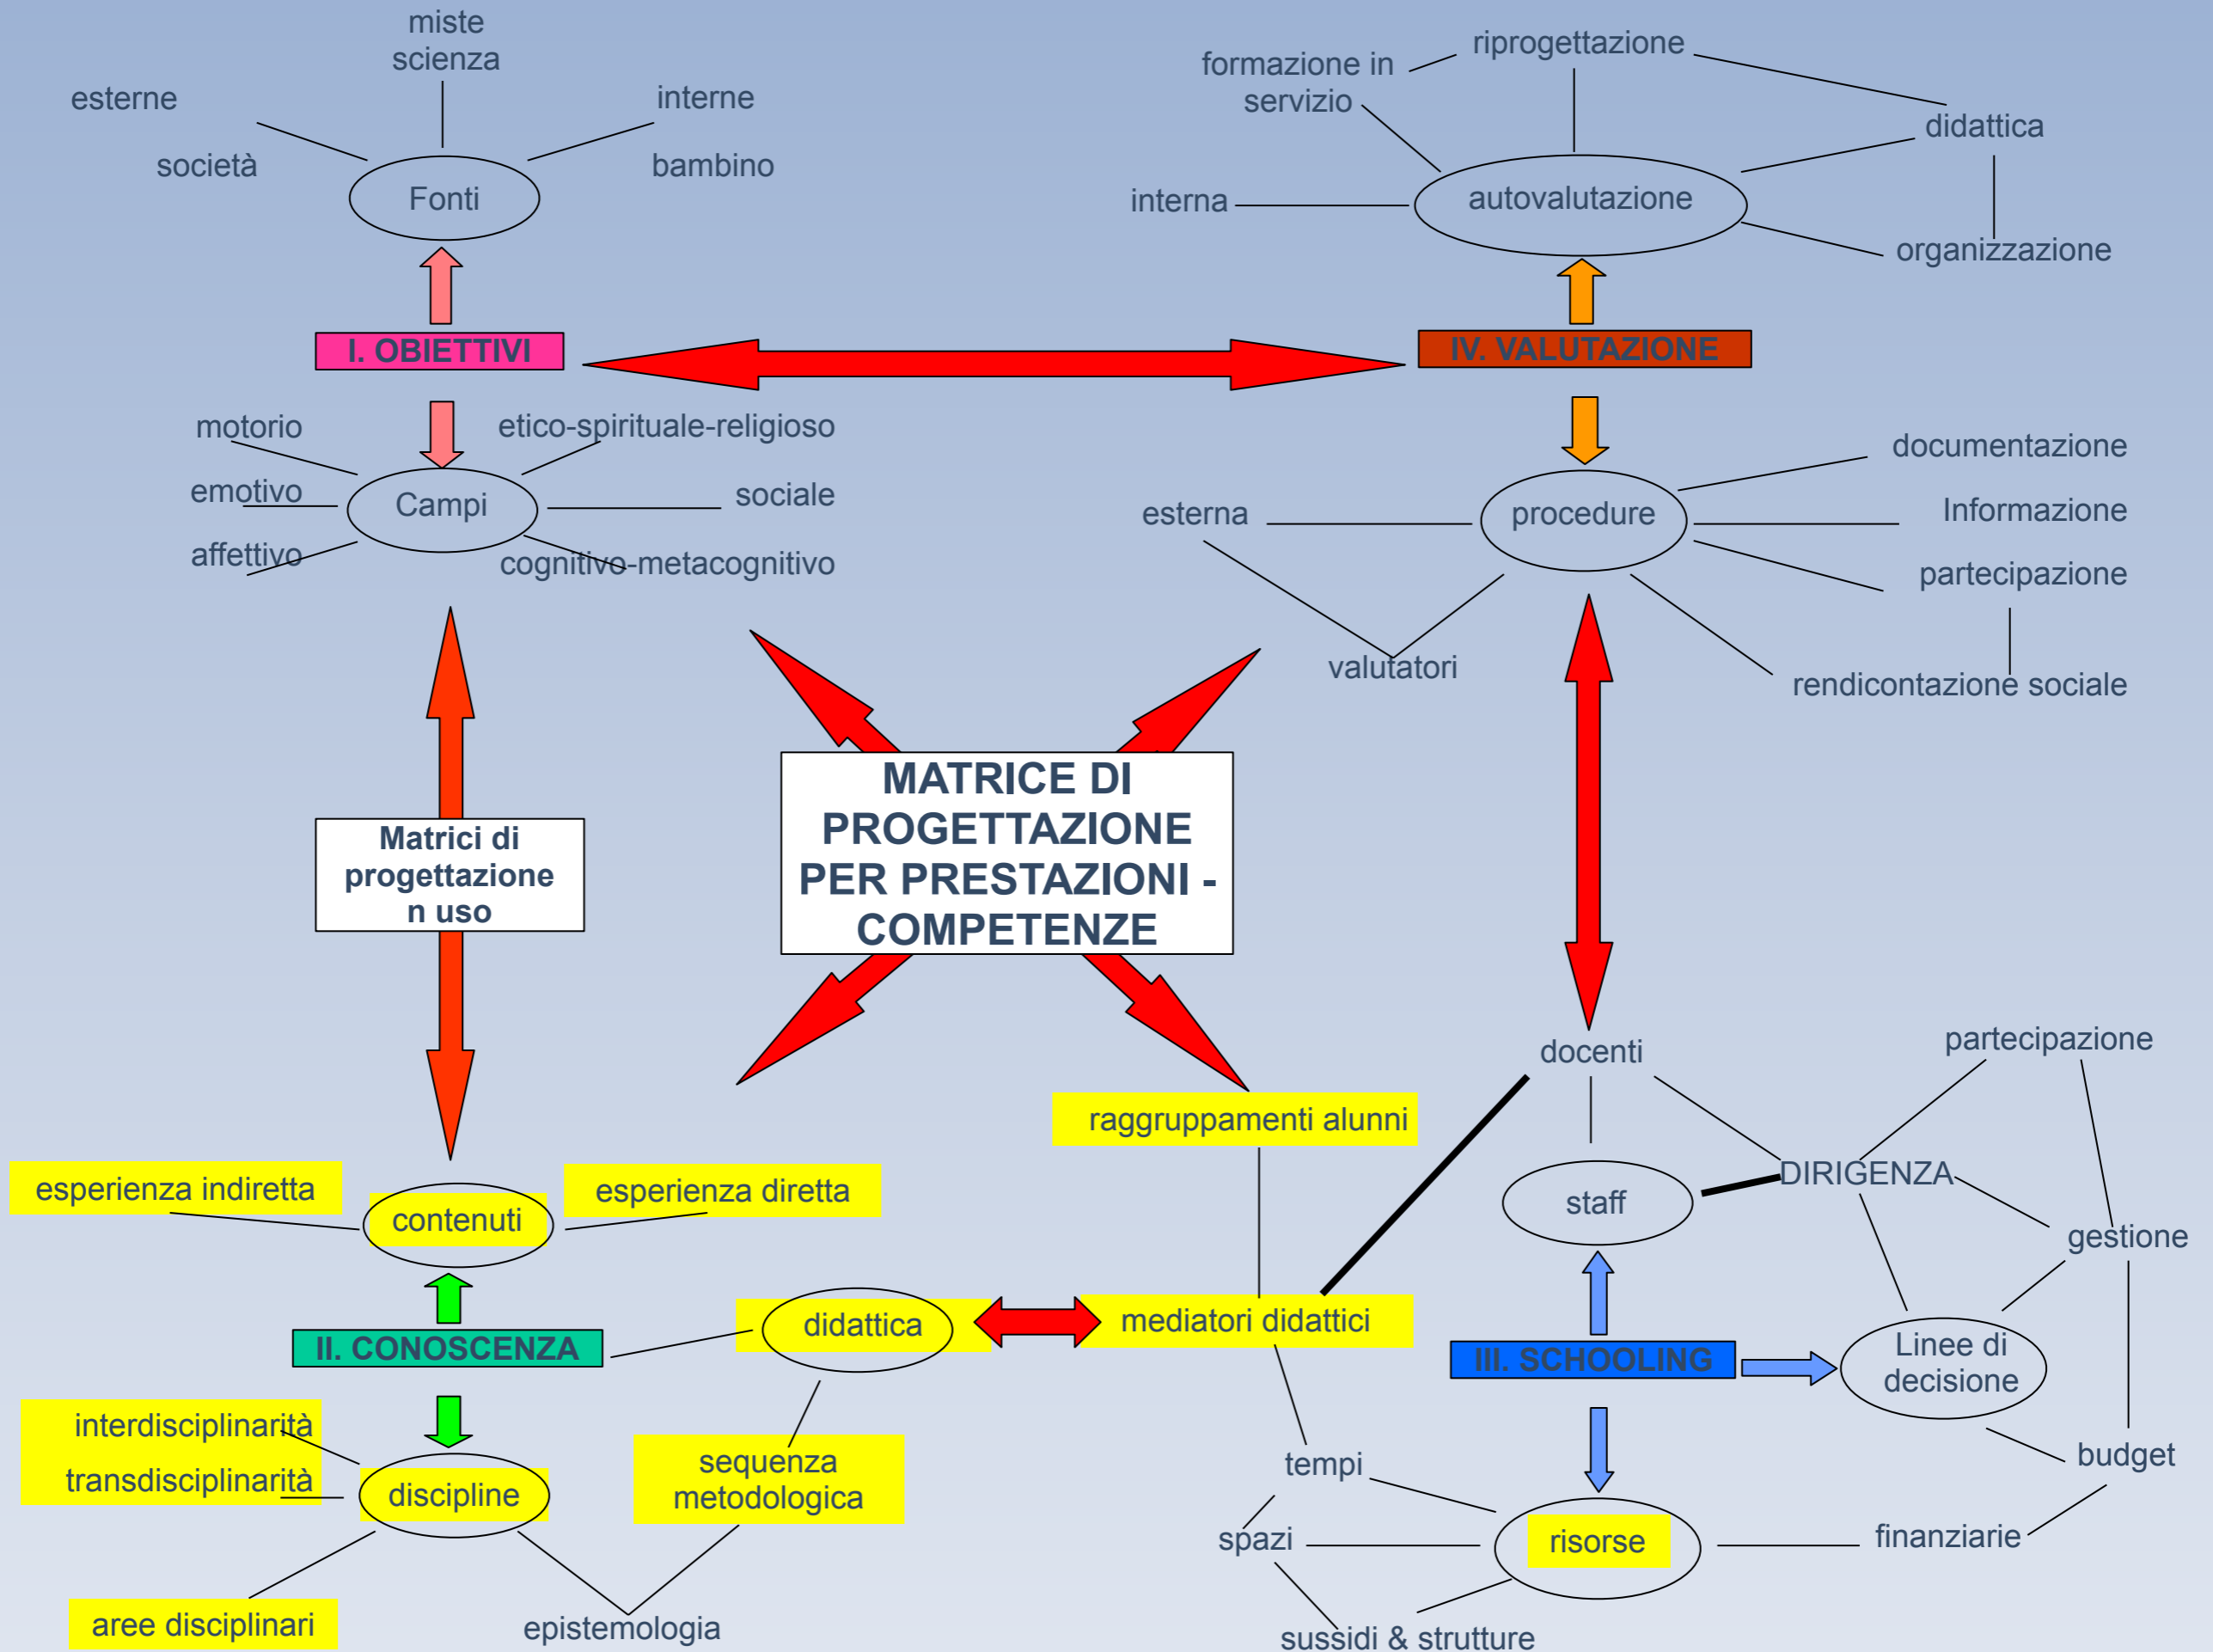 miste
scienza
esterne
interne
società
bambino
Fonti
I. OBIETTIVI
motorio
etico-spirituale-religioso
emotivo
Campi
sociale
affettivo
cognitivo-metacognitivo
formazione in
servizio
riprogettazione
didattica
interna
autovalutazione
organizzazione
IV. VALUTAZIONE
documentazione
esterna
procedure
Informazione
partecipazione
valutatori
rendicontazione sociale
Matrici di
progettazione
n uso
MATRICE DI
PROGETTAZIONE
PER PRESTAZIONI -
COMPETENZE
esperienza indiretta
contenuti
esperienza diretta
II. CONOSCENZA
didattica
interdisciplinarità
transdisciplinarità
discipline
sequenza
metodologica
aree disciplinari
epistemologia
raggruppamenti alunni
mediatori didattici
docenti
partecipazione
DIRIGENZA
staff
gestione
III. SCHOOLING
Linee di
decisione
tempi
budget
spazi
risorse
finanziarie
sussidi & strutture